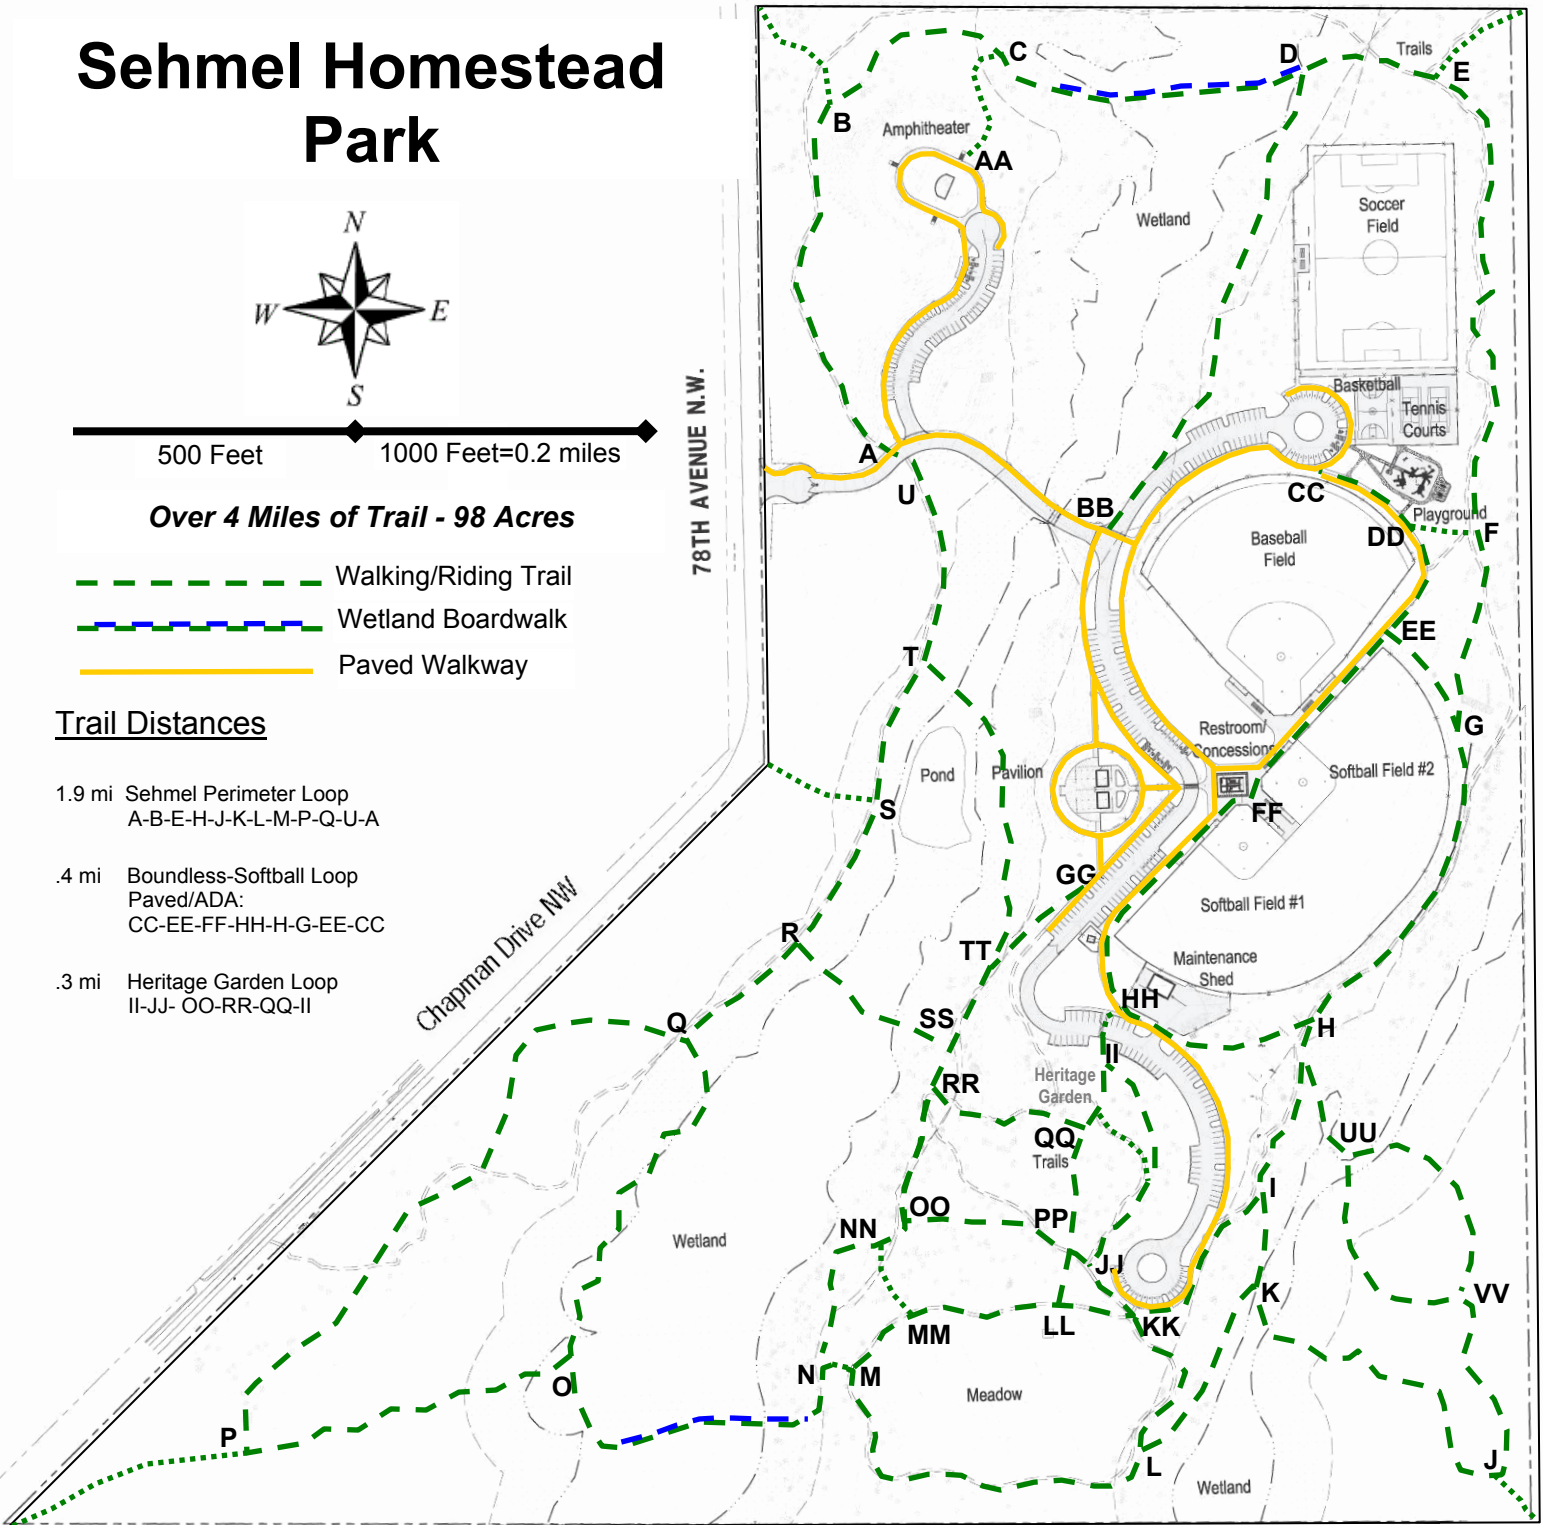 Sehmel Homestead
Park
N
W
E
S
500 Feet
1000 Feet=0.2 miles
Over 4 Miles of Trail - 98 Acres
Walking/Riding Trail
Wetland Boardwalk
Paved Walkway
Trail Distances
1.9 mi Sehmel Perimeter Loop
A-B-E-H-J-K-L-M-P-Q-U-A
.4 mi Boundless-Softball Loop
Paved/ADA:
CC-EE-FF-HH-H-G-EE-CC
.3 mi Heritage Garden Loop
II-JJ- OO-RR-QQ-II
78TH AVENUE N.W.
Chapman Drive NW
C
D
Trails
E
B
Amphitheater
AA
Wetland
Soccer
Field
Basketball
Tennis
Courts
A
U
BB
CC
Playground
DD
F
Baseball
Field
EE
T
G
Restroom/
Concessions
Pond
Pavilion
Softball Field #2
S
FF
GG
Softball Field #1
R
TT
Maintenance
Shed
HH
Q
SS
H
II
RR
Heritage
Garden
QQ
Trails
UU
I
OO
PP
NN
Wetland
JJ
K
VV
MM
LL
KK
N
M
O
Meadow
P
L
J
Wetland